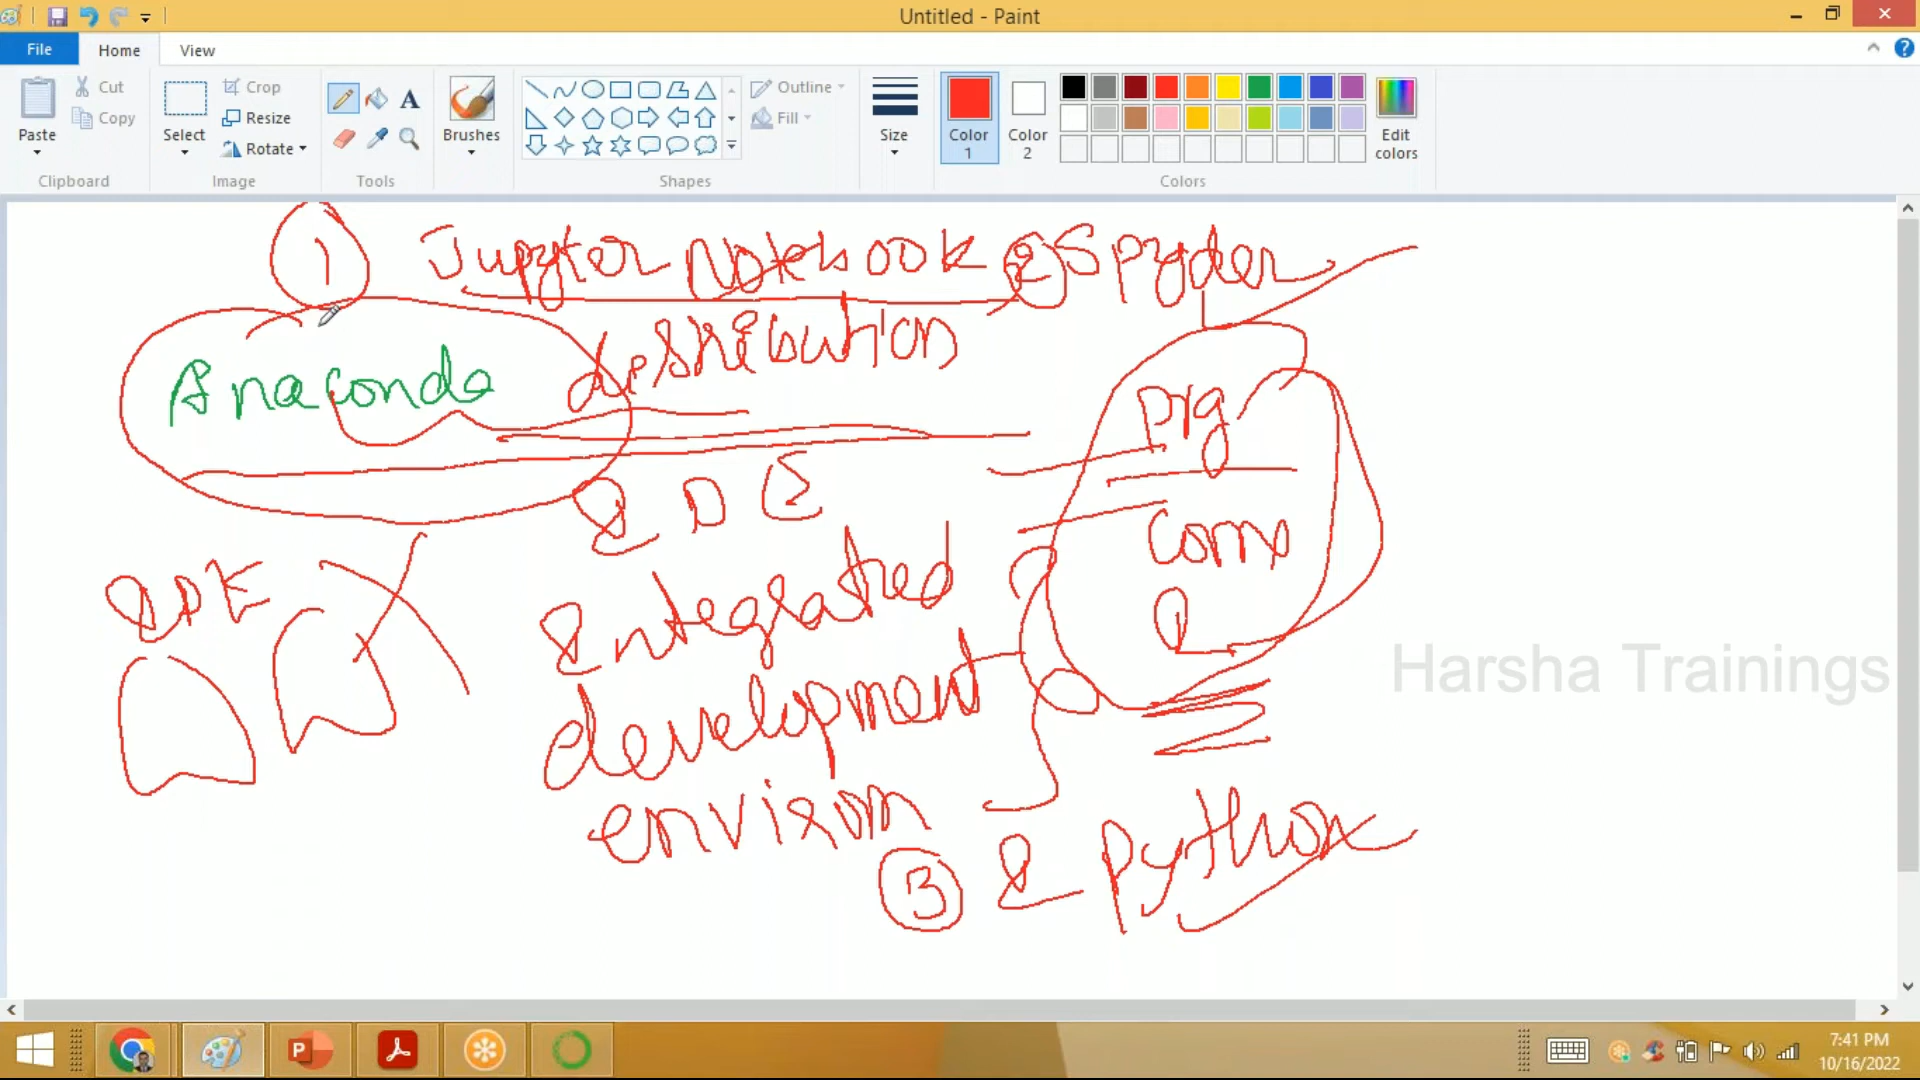 Untitled - Paint
File Home View
Paste Cut Copy Clipboard
Select Crop Resize Rotate Image
Tools
Brushes
Shapes Outline Fill
Size
Color 1 Color 2 Edit colors Colors
1 Jupyter Notebook 2 Spyder
Anaconda distribution
prg
IDE
com
IDE
Integrated
development
environ
3 I Python
Harsha Trainings
7:41 PM
10/16/2022